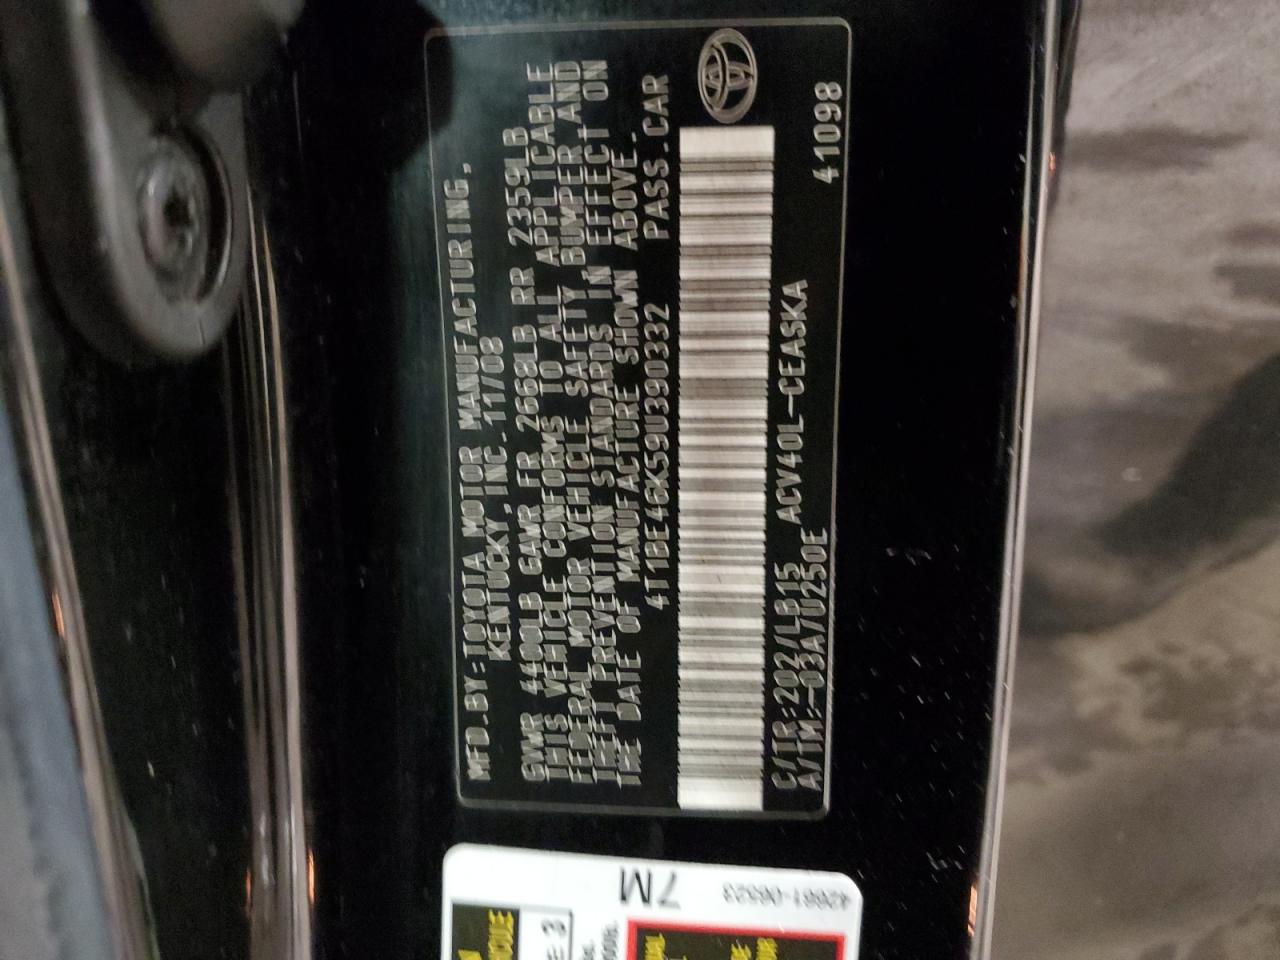 MFD.BY:TOYOTA MOTOR MANUFACTURING,
KENTUCKY,INC. 11/08
GVWR 4480LB GAWR FR 2668LB RR 2359LB
THIS VEHICLE CONFORMS TO ALL APPLICABLE
FEDERAL MOTOR VEHICLE SAFETY,BUMPER AND
THEFT PREVENTION STANDARDS IN EFFECT ON
THE DATE OF MANUFACTURE SHOWN ABOVE.
4T1BE46K59U390332 PASS.CAR
C/TR:202/LB15 ACV40L-CEASKA
A/TM:-03A/U250E 41098
7M
42661-06523